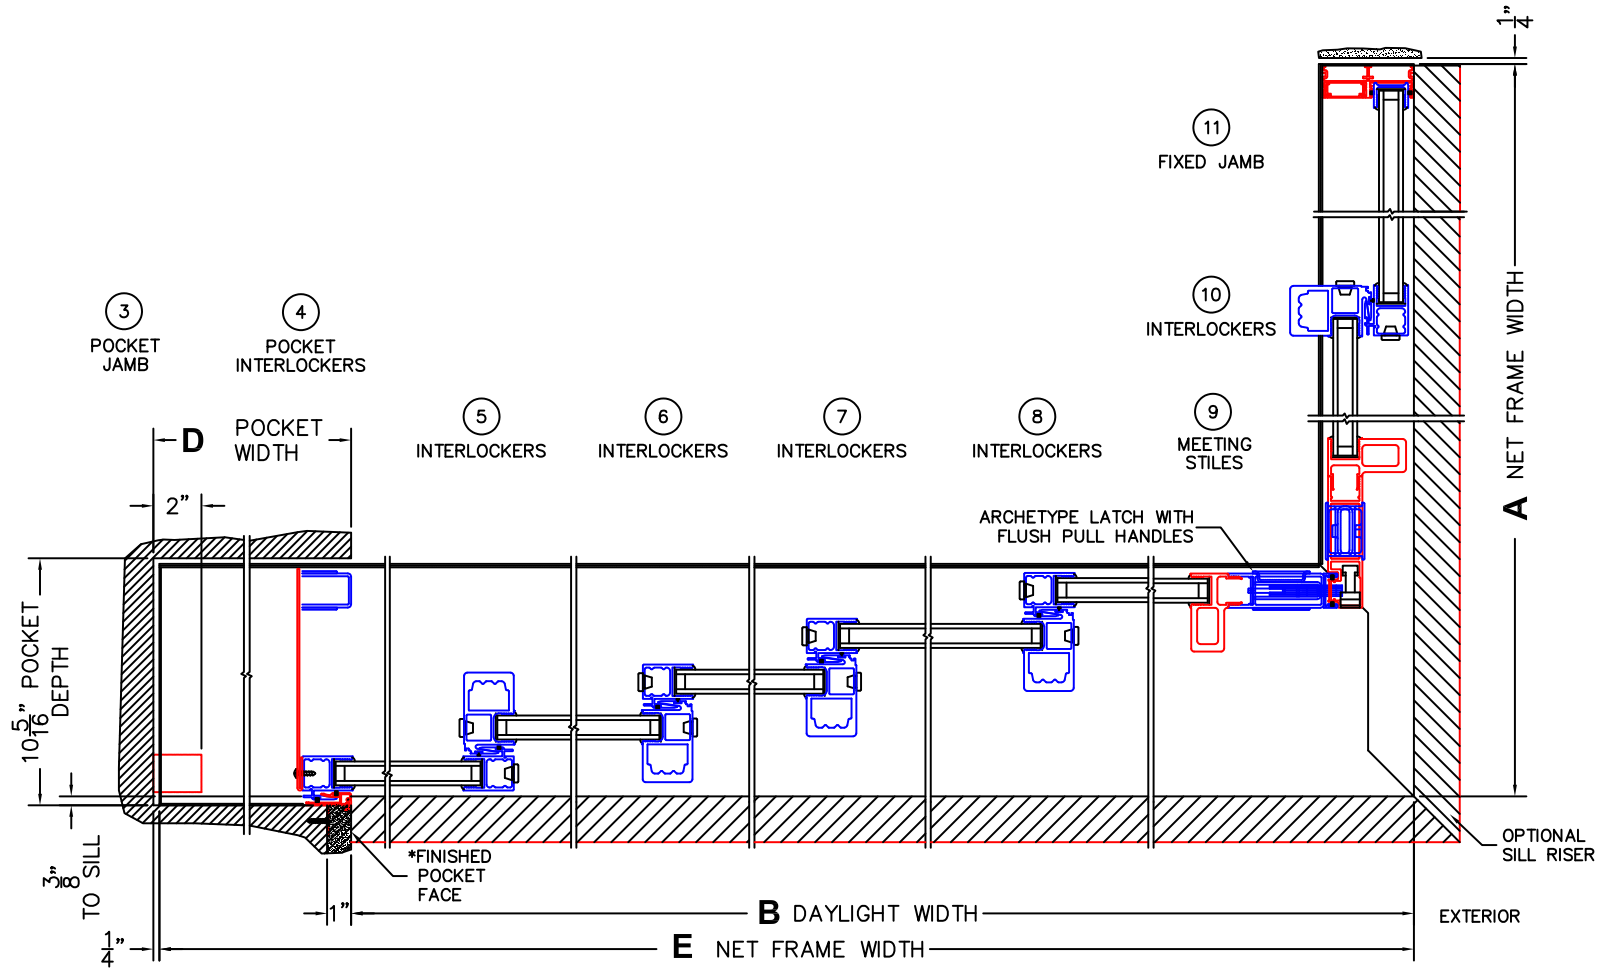 1"
4
11
FIXED JAMB
10
INTERLOCKERS
A NET FRAME WIDTH
3
POCKET
JAMB
4
POCKET
INTERLOCKERS
5
INTERLOCKERS
6
INTERLOCKERS
7
INTERLOCKERS
8
INTERLOCKERS
9
MEETING
STILES
D POCKET
WIDTH
2"
ARCHETYPE LATCH WITH
FLUSH PULL HANDLES
10 5/16" POCKET
DEPTH
3/8"
TO SILL
*FINISHED
POCKET
FACE
OPTIONAL
SILL RISER
1"
B DAYLIGHT WIDTH
EXTERIOR
1/4"
E NET FRAME WIDTH